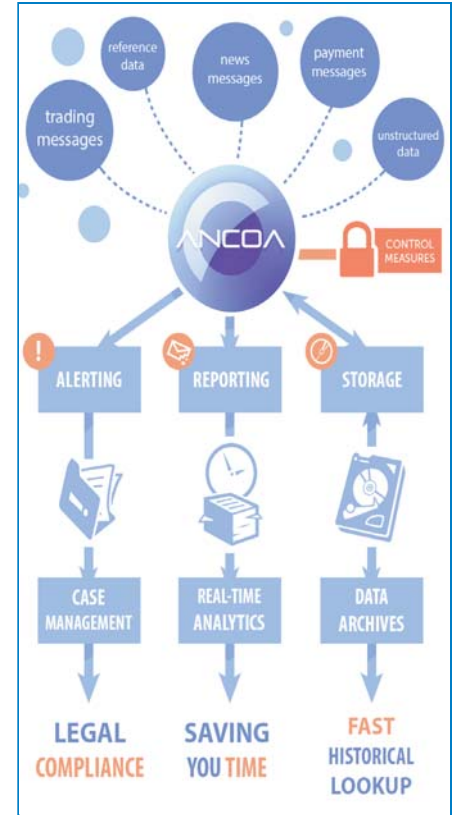 reference
data
news
messages
payment
messages
trading
messages
unstructured
data
ANCOA
CONTROL
MEASURES
!
ALERTING
REPORTING
STORAGE
!
CASE
MANAGEMENT
REAL-TIME
ANALYTICS
DATA
ARCHIVES
LEGAL
COMPLIANCE
SAVING
YOU TIME
FAST
HISTORICAL
LOOKUP